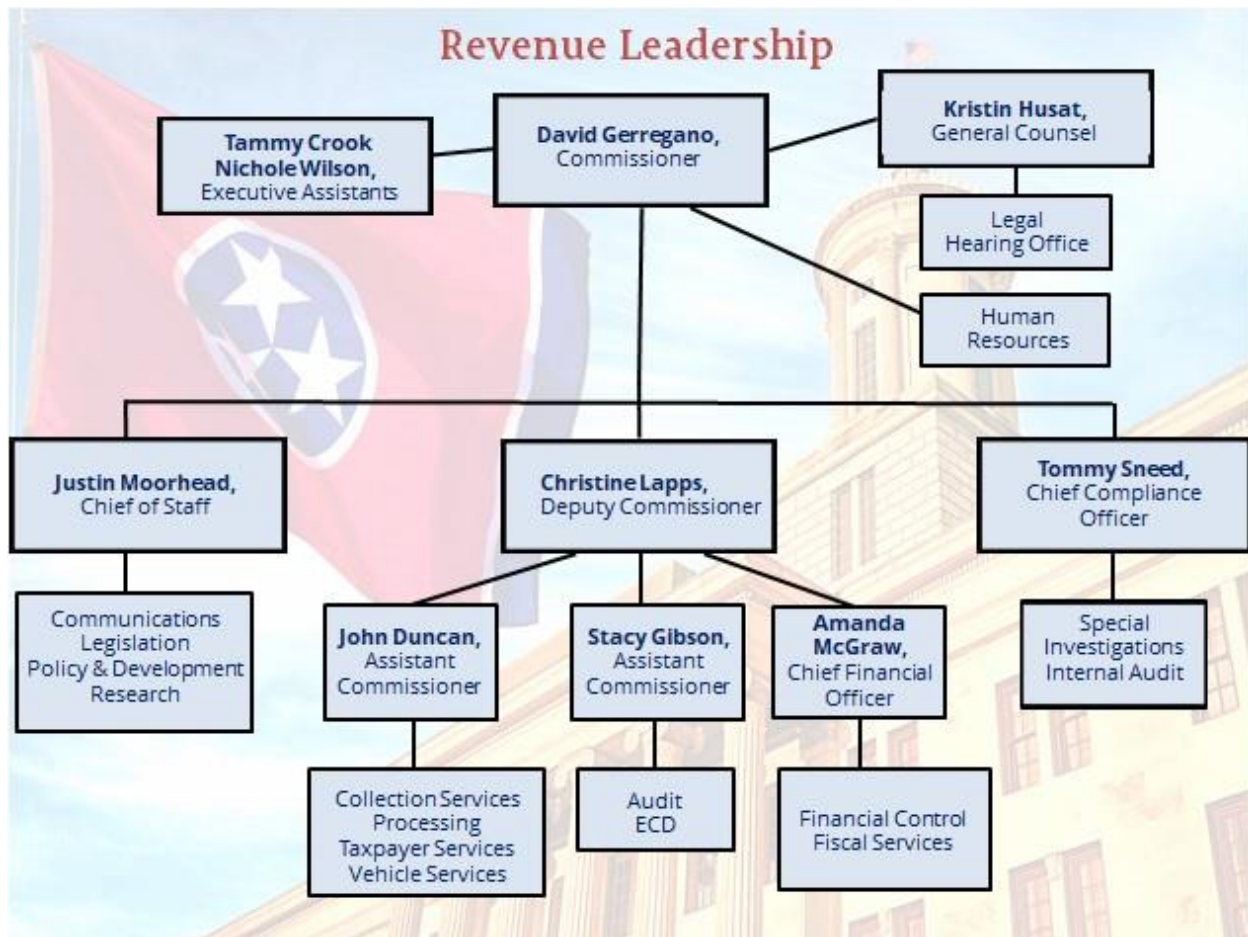 Revenue Leadership
Tammy Crook
Nichole Wilson,
Executive Assistants
David Gerregano,
Commissioner
Kristin Husat,
General Counsel
Legal
Hearing Office
Human
Resources
Justin Moorhead,
Chief of Staff
Christine Lapps,
Deputy Commissioner
Tommy Sneed,
Chief Compliance
Officer
Communications
Legislation
Policy & Development
Research
John Duncan,
Assistant
Commissioner
Stacy Gibson,
Assistant
Commissioner
Amanda
McGraw,
Chief Financial
Officer
Special
Investigations
Internal Audit
Collection Services
Processing
Taxpayer Services
Vehicle Services
Audit
ECD
Financial Control
Fiscal Services